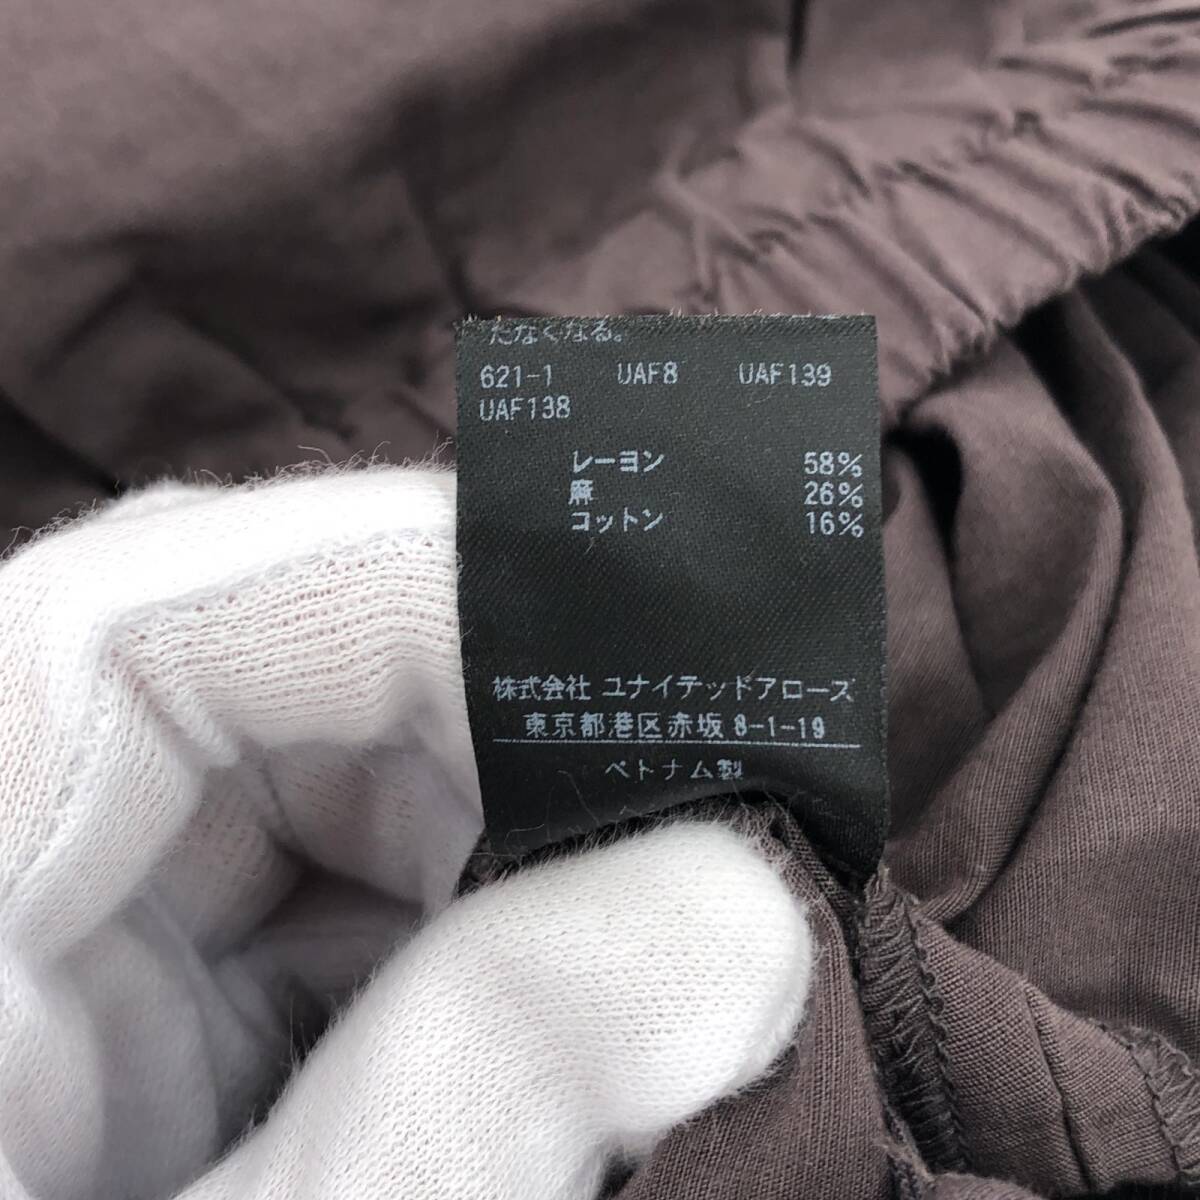 たなくなる。
621-1 UAF8 UAF139
UAF138
レーヨン 58%
麻 26%
コットン 16%
株式会社 ユナイテッドアローズ
東京都港区赤坂 8-1-19
ベトナム製